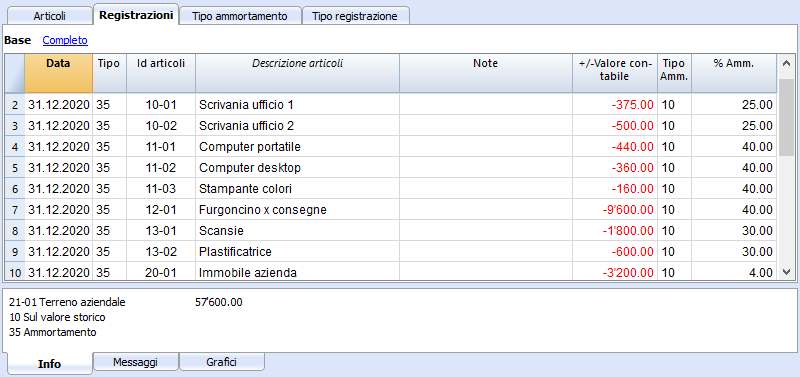 Articoli Registrazioni Tipo ammortamento Tipo registrazione
Base Completo
Data Tipo Id articoli Descrizione articoli Note +/-Valore con- Tipo % Amm.
tabile Amm.
2 31.12.2020 35 10-01 Scrivania ufficio 1 -375.00 10 25.00
3 31.12.2020 35 10-02 Scrivania ufficio 2 -500.00 10 25.00
4 31.12.2020 35 11-01 Computer portatile -440.00 10 40.00
5 31.12.2020 35 11-02 Computer desktop -360.00 10 40.00
6 31.12.2020 35 11-03 Stampante colori -160.00 10 40.00
7 31.12.2020 35 12-01 Furgoncino x consegne -9'600.00 10 40.00
8 31.12.2020 35 13-01 Scansie -1'800.00 10 30.00
9 31.12.2020 35 13-02 Plastificatrice -600.00 10 30.00
10 31.12.2020 35 20-01 Immobile azienda -3'200.00 10 4.00
21-01 Terreno aziendale 57'600.00
10 Sul valore storico
35 Ammortamento
Info Messaggi Grafici